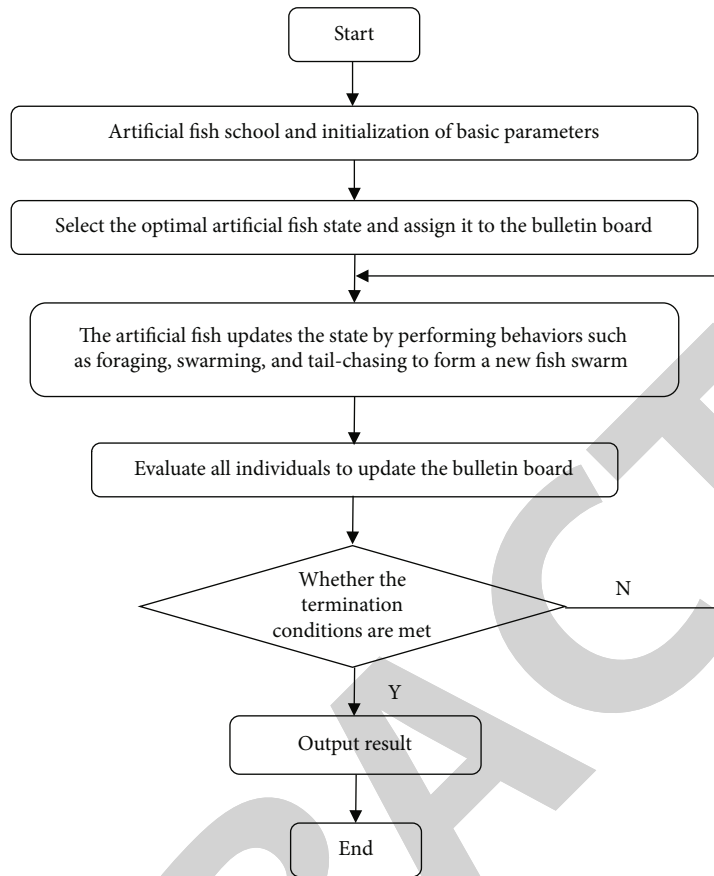 Start
Artificial fish school and initialization of basic parameters
Select the optimal artificial fish state and assign it to the bulletin board
The artificial fish updates the state by performing behaviors such
as foraging, swarming, and tail-chasing to form a new fish swarm
Evaluate all individuals to update the bulletin board
Whether the
termination
conditions are met
N
Y
Output result
End